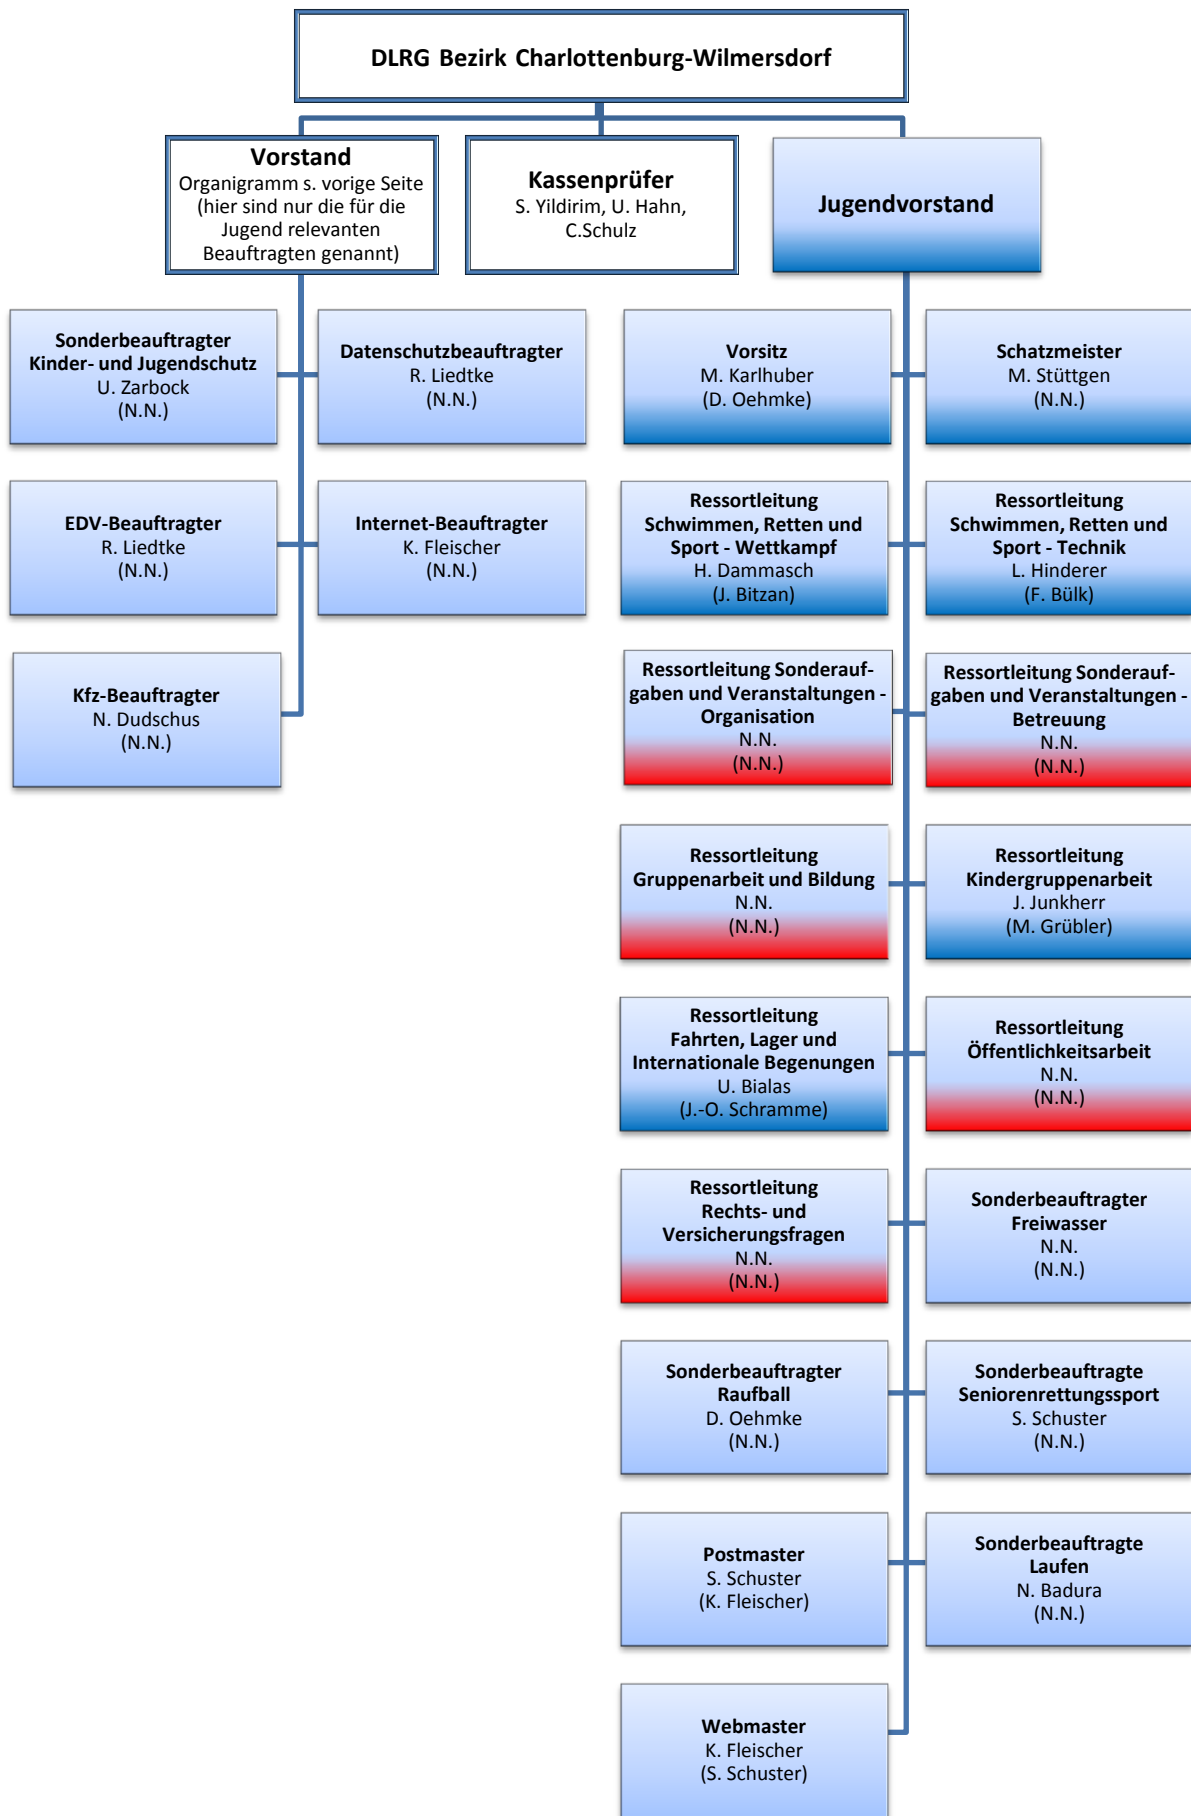 DLRG Bezirk Charlottenburg-Wilmersdorf
Vorstand
Organigramm s. vorige Seite
(hier sind nur die für die
Jugend relevanten
Beauftragten genannt)
Kassenprüfer
S. Yildirim, U. Hahn,
C.Schulz
Jugendvorstand
Sonderbeauftragter
Kinder- und Jugendschutz
U. Zarbock
(N.N.)
Datenschutzbeauftragter
R. Liedtke
(N.N.)
EDV-Beauftragter
R. Liedtke
(N.N.)
Internet-Beauftragter
K. Fleischer
(N.N.)
Kfz-Beauftragter
N. Dudschus
(N.N.)
Vorsitz
M. Karlhuber
(D. Oehmke)
Schatzmeister
M. Stüttgen
(N.N.)
Ressortleitung
Schwimmen, Retten und
Sport - Wettkampf
H. Dammasch
(J. Bitzan)
Ressortleitung
Schwimmen, Retten und
Sport - Technik
L. Hinderer
(F. Bülk)
Ressortleitung Sonderauf-
gaben und Veranstaltungen -
Organisation
N.N.
(N.N.)
Ressortleitung Sonderauf-
gaben und Veranstaltungen -
Betreuung
N.N.
(N.N.)
Ressortleitung
Gruppenarbeit und Bildung
N.N.
(N.N.)
Ressortleitung
Kindergruppenarbeit
J. Junkherr
(M. Grübler)
Ressortleitung
Fahrten, Lager und
Internationale Begenungen
U. Bialas
(J.-O. Schramme)
Ressortleitung
Öffentlichkeitsarbeit
N.N.
(N.N.)
Ressortleitung
Rechts- und
Versicherungsfragen
N.N.
(N.N.)
Sonderbeauftragter
Freiwasser
N.N.
(N.N.)
Sonderbeauftragter
Raufball
D. Oehmke
(N.N.)
Sonderbeauftragte
Seniorenrettungssport
S. Schuster
(N.N.)
Postmaster
S. Schuster
(K. Fleischer)
Sonderbeauftragte
Laufen
N. Badura
(N.N.)
Webmaster
K. Fleischer
(S. Schuster)